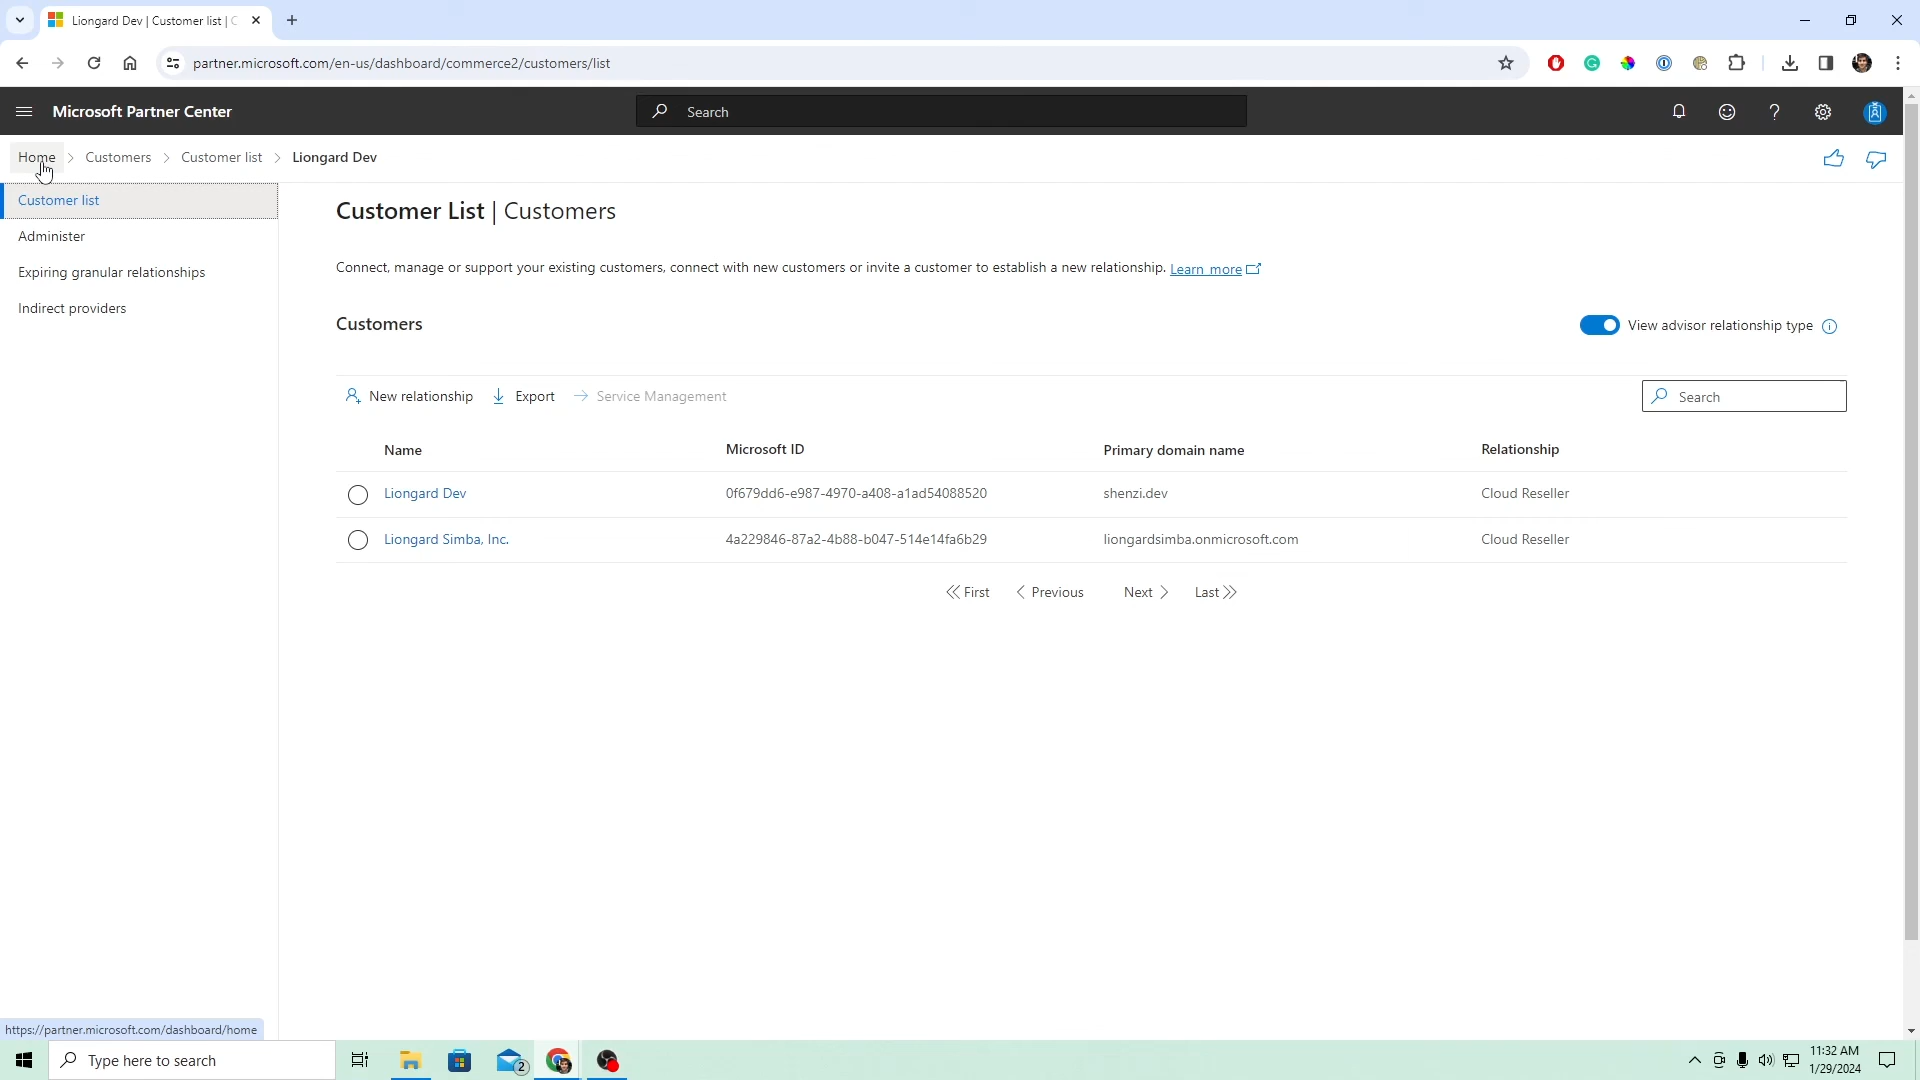 Liongard Dev | Customer list | C
partner.microsoft.com/en-us/dashboard/commerce2/customers/list
Microsoft Partner Center
Search
Home
Customers
Customer list
Liongard Dev
Customer list
Administer
Expiring granular relationships
Indirect providers
Customer List | Customers
Connect, manage or support your existing customers, connect with new customers or invite a customer to establish a new relationship. Learn more
Customers
View advisor relationship type
New relationship
Export
Service Management
Search
Name
Microsoft ID
Primary domain name
Relationship
Liongard Dev
0f679dd6-e987-4970-a408-a1ad54088520
shenzi.dev
Cloud Reseller
Liongard Simba, Inc.
4a229846-87a2-4b88-b047-514e14fa6b29
liongardsimba.onmicrosoft.com
Cloud Reseller
First
Previous
Next
Last
https://partner.microsoft.com/dashboard/home
Type here to search
2
11:32 AM
1/29/2024